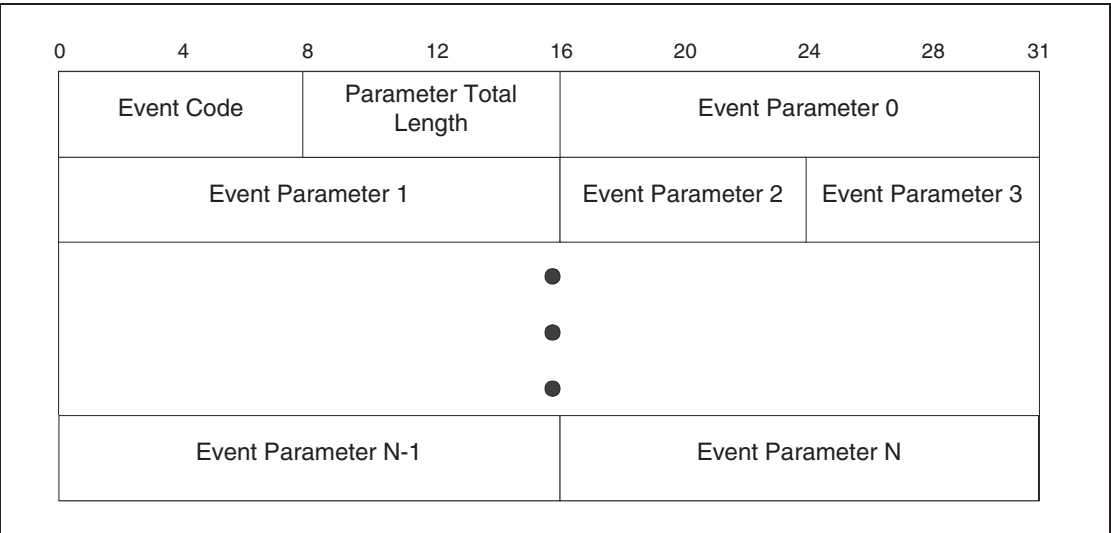 0 4 8 12 16 20 24 28 31
Event Code
Parameter Total
Length
Event Parameter 0
Event Parameter 1
Event Parameter 2
Event Parameter 3
Event Parameter N-1
Event Parameter N